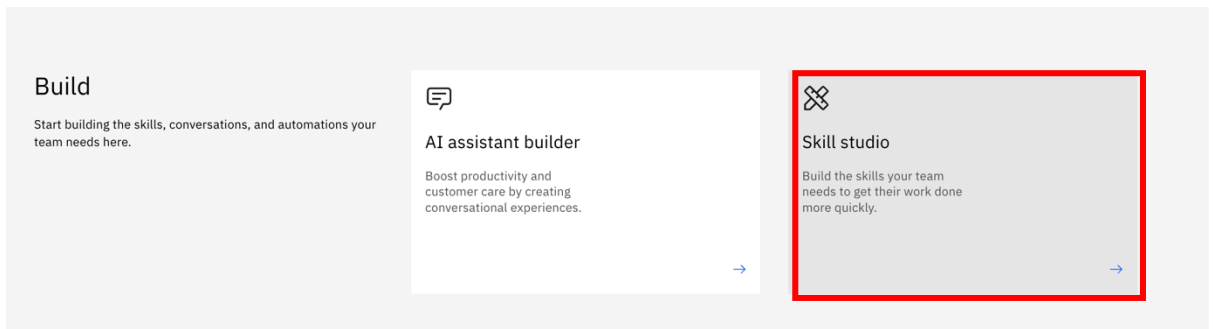 Build
Start building the skills, conversations, and automations your
team needs here.
AI assistant builder
Boost productivity and
customer care by creating
conversational experiences.
Skill studio
Build the skills your team
needs to get their work done
more quickly.